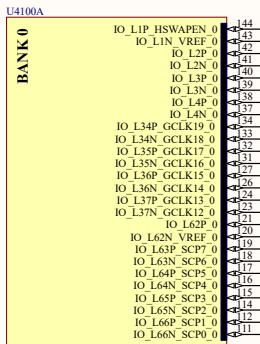 U4100A
BANK 0
IO_L1P_HSWAPEN_0 144
IO_L1N_VREF_0 143
IO_L2P_0 142
IO_L2N_0 141
IO_L3P_0 140
IO_L3N_0 139
IO_L4P_0 138
IO_L4N_0 137
IO_L34P_GCLK19_0 134
IO_L34N_GCLK18_0 133
IO_L35P_GCLK17_0 132
IO_L35N_GCLK16_0 131
IO_L36P_GCLK15_0 127
IO_L36N_GCLK14_0 126
IO_L37P_GCLK13_0 124
IO_L37N_GCLK12_0 123
IO_L62P_0 121
IO_L62N_VREF_0 120
IO_L63P_SCP7_0 119
IO_L63N_SCP6_0 118
IO_L64P_SCP5_0 117
IO_L64N_SCP4_0 116
IO_L65P_SCP3_0 115
IO_L65N_SCP2_0 114
IO_L66P_SCP1_0 112
IO_L66N_SCP0_0 111